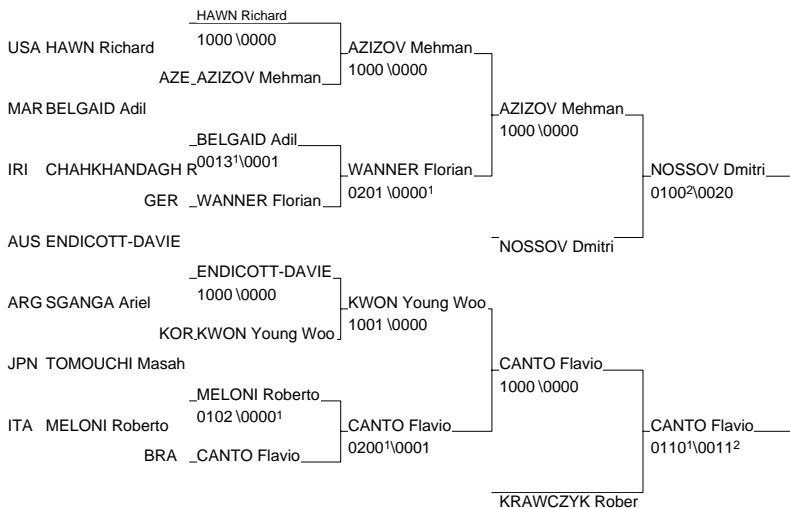 HAWN Richard
USA HAWN Richard
1000 \0000
AZIZOV Mehman
AZE AZIZOV Mehman
1000 \0000
MAR BELGAID Adil
AZIZOV Mehman
1000 \0000
BELGAID Adil
0013¹\0001
IRI CHAHKHANDAGH R
WANNER Florian
NOSSOV Dmitri
GER WANNER Florian
0201 \0000¹
0100²\0020
AUS ENDICOTT-DAVIE
NOSSOV Dmitri
ENDICOTT-DAVIE
1000 \0000
ARG SGANGA Ariel
KWON Young Woo
KOR KWON Young Woo
1001 \0000
JPN TOMOUCHI Masah
CANTO Flavio
1000 \0000
MELONI Roberto
0102 \0000¹
ITA MELONI Roberto
CANTO Flavio
CANTO Flavio
BRA CANTO Flavio
0200¹\0001
0110¹\0011²
KRAWCZYK Rober